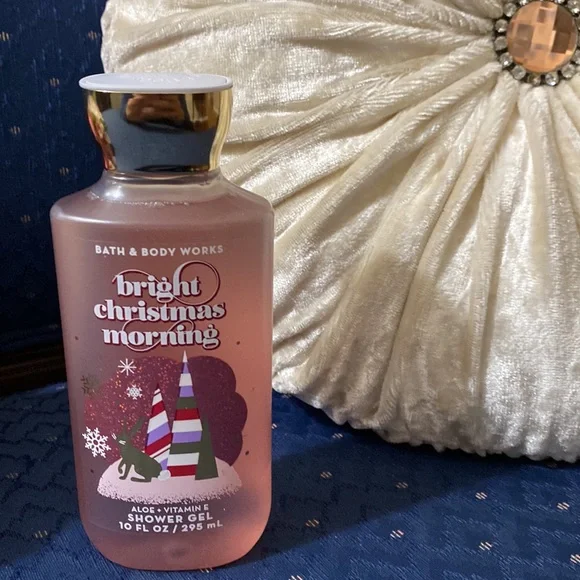 BATH & BODY WORKS
bright
christmas
morning
ALOE + VITAMIN E
SHOWER GEL
10 FL OZ / 295 mL